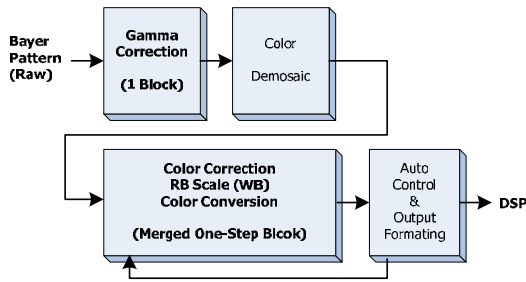 Bayer
Pattern
(Raw)
Gamma
Correction
(1 Block)
Color
Demosaic
Color Correction
RB Scale (WB)
Color Conversion
(Merged One-Step Blcok)
Auto
Control
&
Output
Formating
DSP